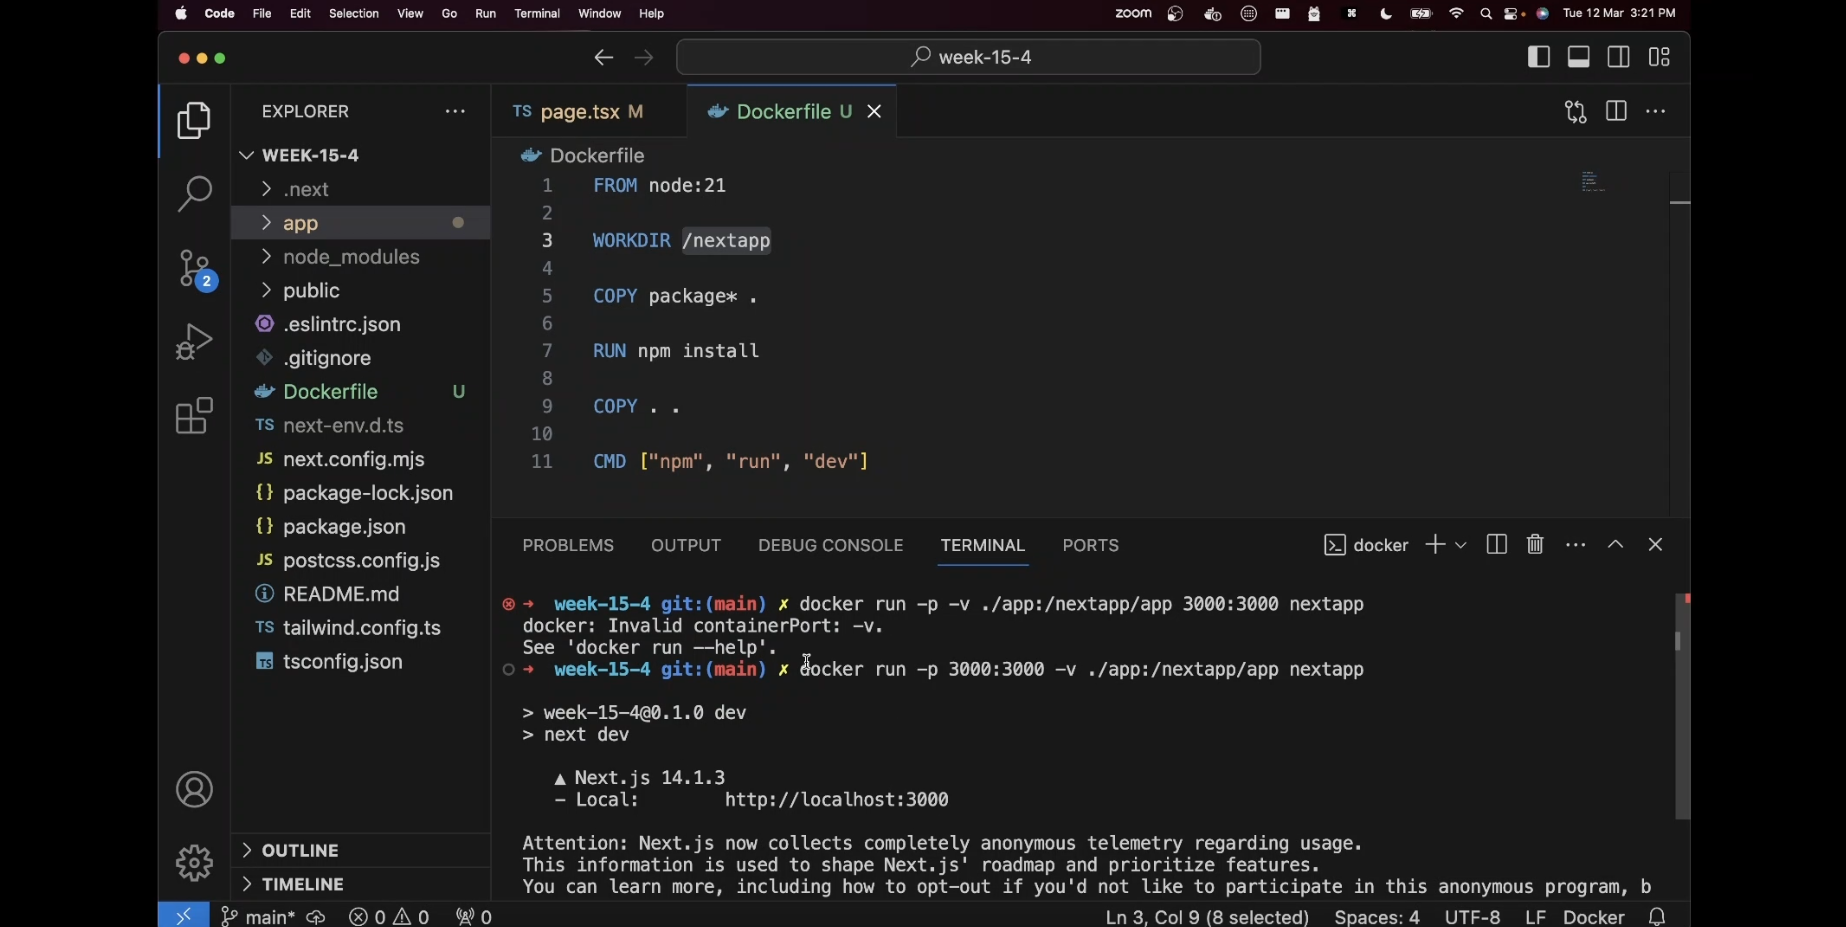 Code File Edit Selection View Go Run Terminal Window Help zoom Tue 12 Mar 3:21 PM
week-15-4
EXPLORER
TS page.tsx M
Dockerfile U
WEEK-15-4
.next
app
node_modules
public
.eslintrc.json
.gitignore
Dockerfile U
TS next-env.d.ts
JS next.config.mjs
{} package-lock.json
{} package.json
JS postcss.config.js
README.md
TS tailwind.config.ts
TS tsconfig.json
OUTLINE
TIMELINE
2
Dockerfile
1 FROM node:21
2
3 WORKDIR /nextapp
4
5 COPY package* .
6
7 RUN npm install
8
9 COPY . .
10
11 CMD ["npm", "run", "dev"]
PROBLEMS OUTPUT DEBUG CONSOLE TERMINAL PORTS docker
→ week-15-4 git:(main) ✗ docker run -p -v ./app:/nextapp/app 3000:3000 nextapp
docker: Invalid containerPort: -v.
See 'docker run --help'.
→ week-15-4 git:(main) ✗ docker run -p 3000:3000 -v ./app:/nextapp/app nextapp
> week-15-4@0.1.0 dev
> next dev
▲ Next.js 14.1.3
- Local: http://localhost:3000
Attention: Next.js now collects completely anonymous telemetry regarding usage.
This information is used to shape Next.js' roadmap and prioritize features.
You can learn more, including how to opt-out if you'd not like to participate in this anonymous program, b
main* 0 0 0 Ln 3, Col 9 (8 selected) Spaces: 4 UTF-8 LF Docker